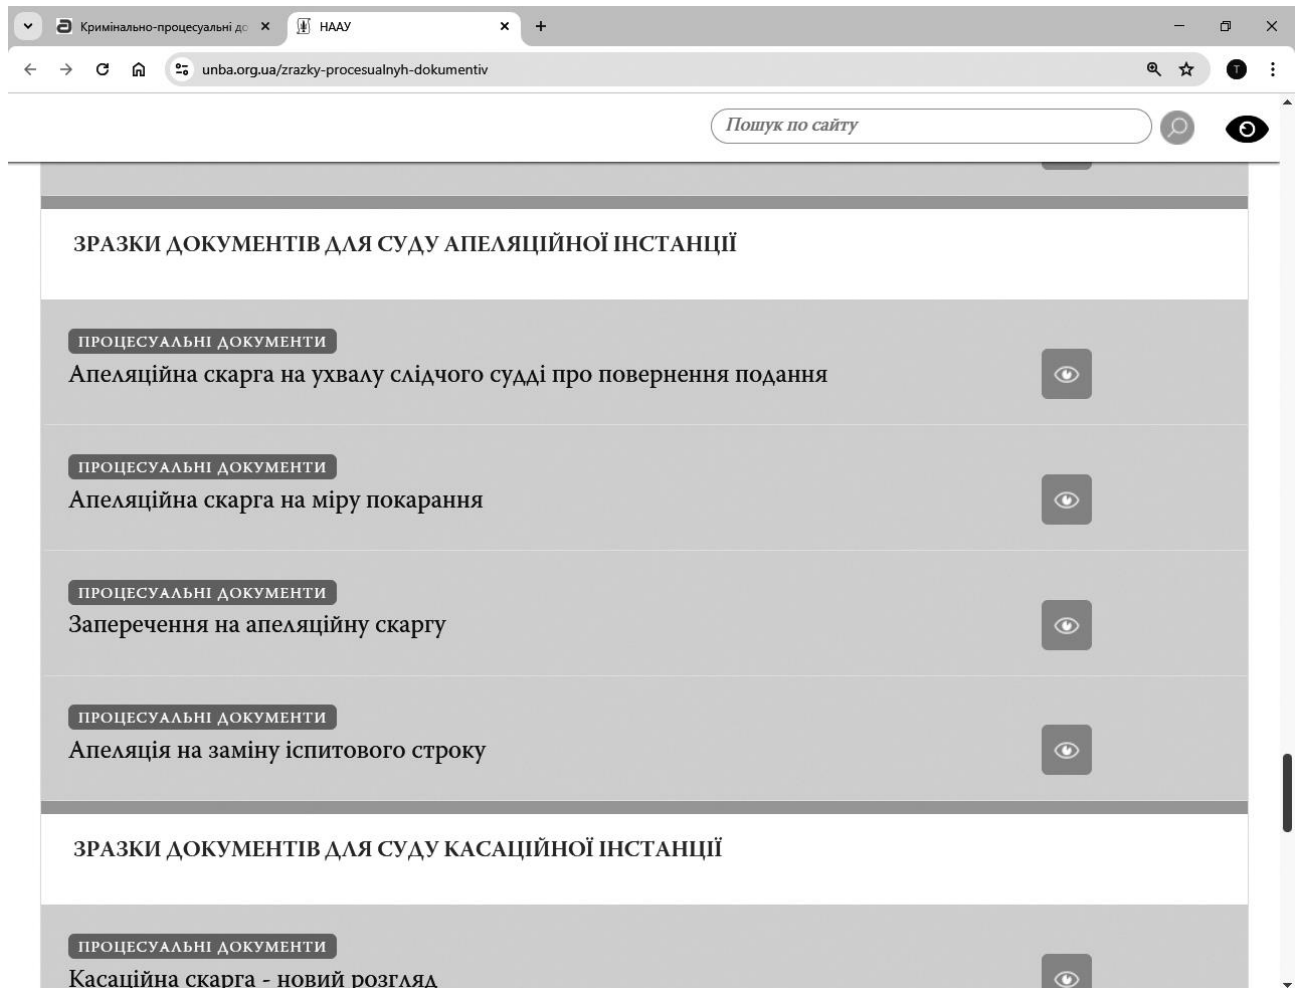 Кримінально-процесуальні до
НААУ
unba.org.ua/zrazky-procesualnyh-dokumentiv
T
Пошук по сайту
ЗРАЗКИ ДОКУМЕНТІВ ДЛЯ СУДУ АПЕЛЯЦІЙНОЇ ІНСТАНЦІЇ
ПРОЦЕСУАЛЬНІ ДОКУМЕНТИ
Апеляційна скарга на ухвалу слідчого судді про повернення подання
ПРОЦЕСУАЛЬНІ ДОКУМЕНТИ
Апеляційна скарга на міру покарання
ПРОЦЕСУАЛЬНІ ДОКУМЕНТИ
Заперечення на апеляційну скаргу
ПРОЦЕСУАЛЬНІ ДОКУМЕНТИ
Апеляція на заміну іспитового строку
ЗРАЗКИ ДОКУМЕНТІВ ДЛЯ СУДУ КАСАЦІЙНОЇ ІНСТАНЦІЇ
ПРОЦЕСУАЛЬНІ ДОКУМЕНТИ
Касаційна скарга - новий розгляд